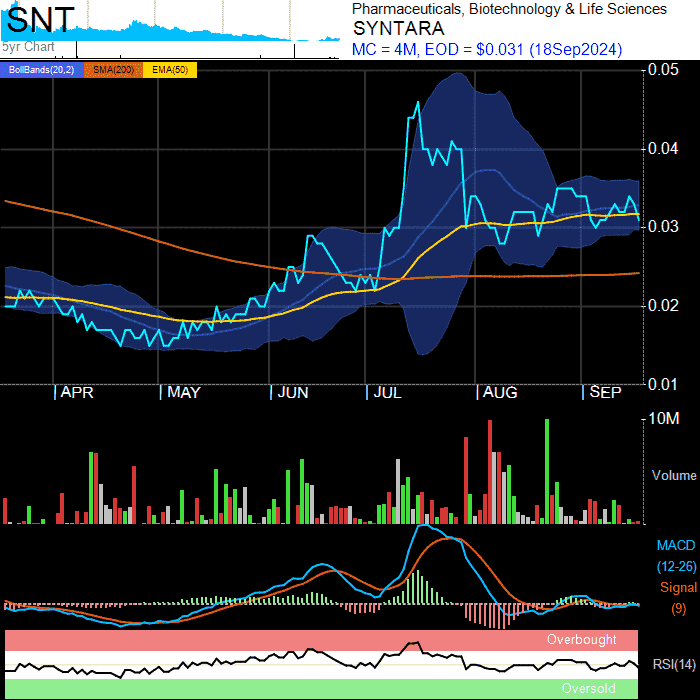 SNT
5yr Chart
Pharmaceuticals, Biotechnology & Life Sciences
SYNTARA
MC = 4M, EOD = $0.031 (18Sep2024)
BollBands(20,2) SMA(200) EMA(50)
0.05
0.04
0.03
0.02
0.01
APR MAY JUN JUL AUG SEP
10M
Volume
MACD
(12-26)
Signal
(9)
Overbought
RSI(14)
Oversold